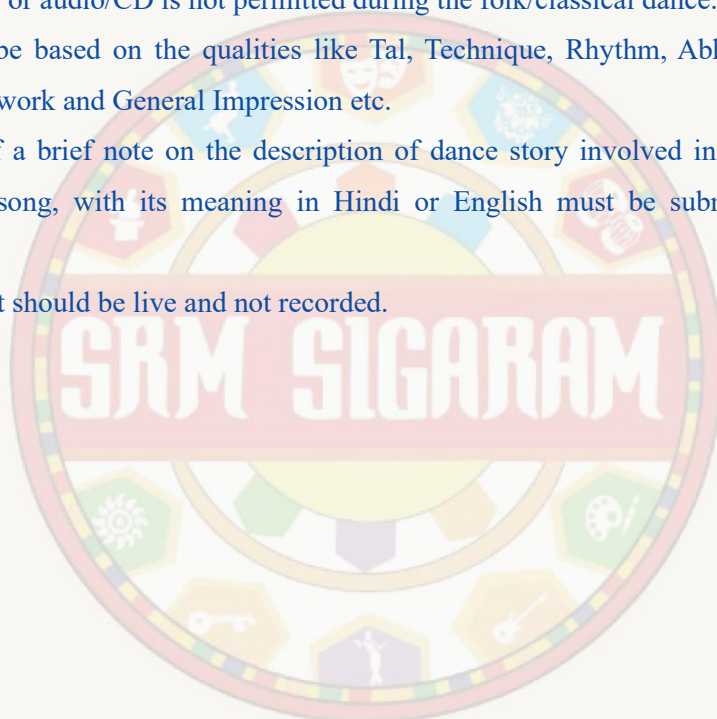 of audio/CD is not permitted during the folk/classical dance.
be based on the qualities like Tal, Technique, Rhythm, Abh
work and General Impression etc.
f a brief note on the description of dance story involved in
song, with its meaning in Hindi or English must be subr
t should be live and not recorded.
SRM SIGARAM